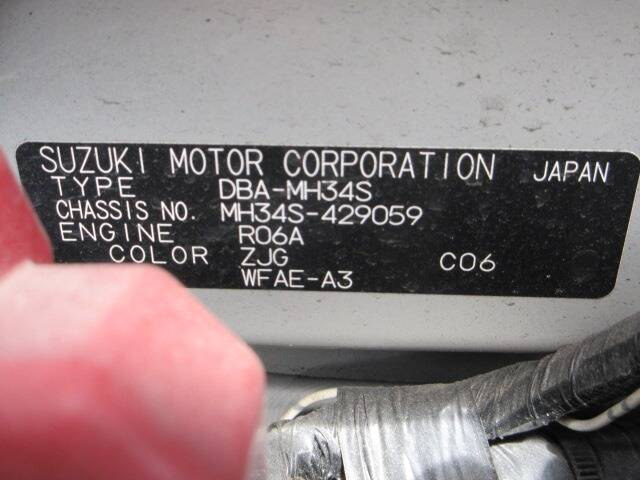 SUZUKI MOTOR CORPORATION JAPAN
TYPE DBA-MH34S
CHASSIS NO. MH34S-429059
ENGINE R06A
COLOR ZJG C06
WFAE-A3